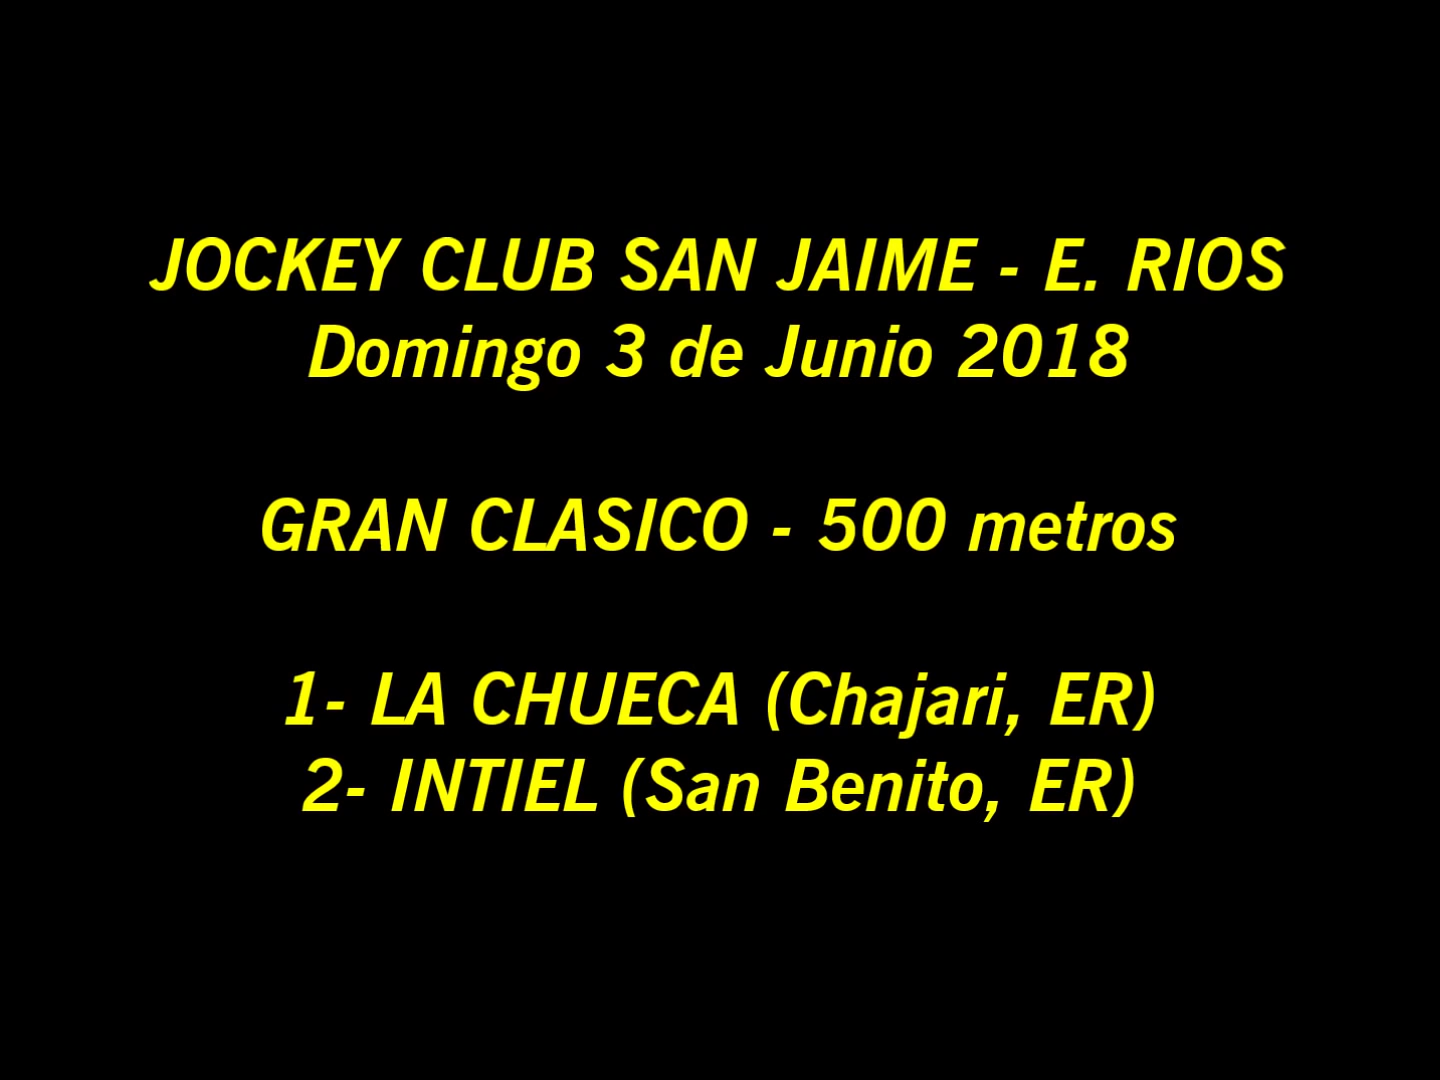 JOCKEY CLUB SAN JAIME - E. RIOS
Domingo 3 de Junio 2018
GRAN CLASICO - 500 metros
1- LA CHUECA (Chajari, ER)
2- INTIEL (San Benito, ER)